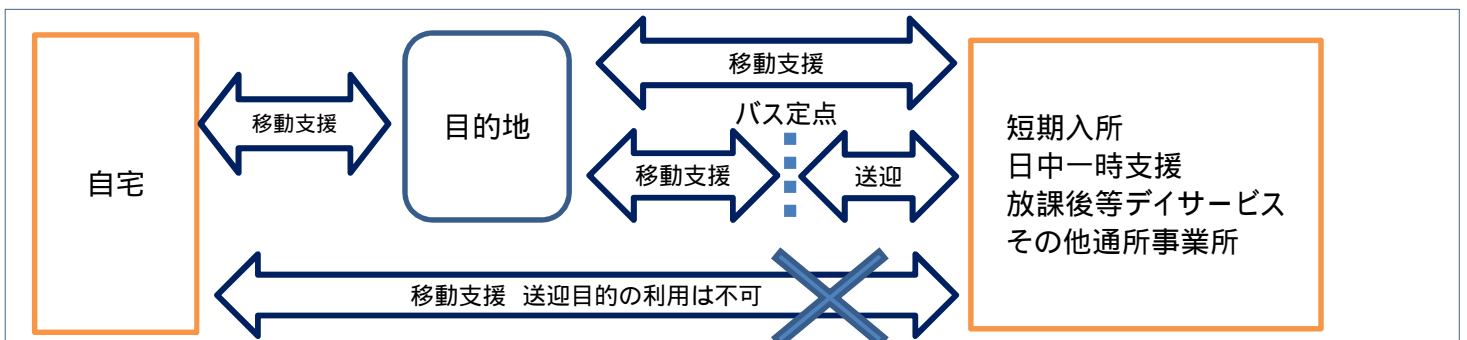 自宅
移動支援
目的地
移動支援
バス定点
移動支援
送迎
移動支援 送迎目的の利用は不可
短期入所
日中一時支援
放課後等デイサービス
その他通所事業所